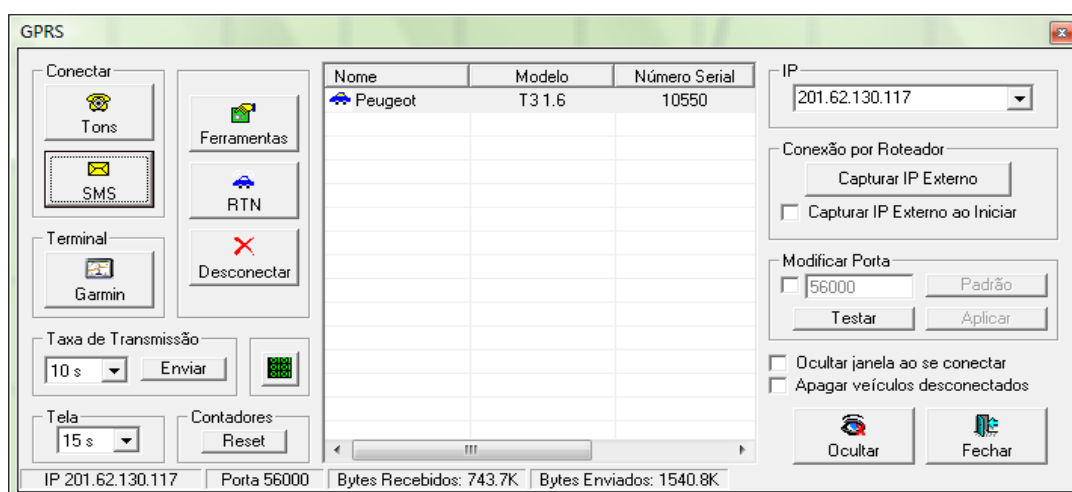 GPRS
Conectar
Tons
SMS
Terminal
Garmin
Taxa de Transmissão
10 s
Enviar
Tela
15 s
Ferramentas
RTN
Desconectar
Contadores
Reset
Nome Modelo Número Serial
Peugeot T3 1.6 10550
IP
201.62.130.117
Conexão por Roteador
Capturar IP Externo
Capturar IP Externo ao Iniciar
Modificar Porta
56000 Padrão
Testar Aplicar
Ocultar janela ao se conectar
Apagar veículos desconectados
Ocultar Fechar
IP 201.62.130.117 Porta 56000 Bytes Recebidos: 743.7K Bytes Enviados: 1540.8K